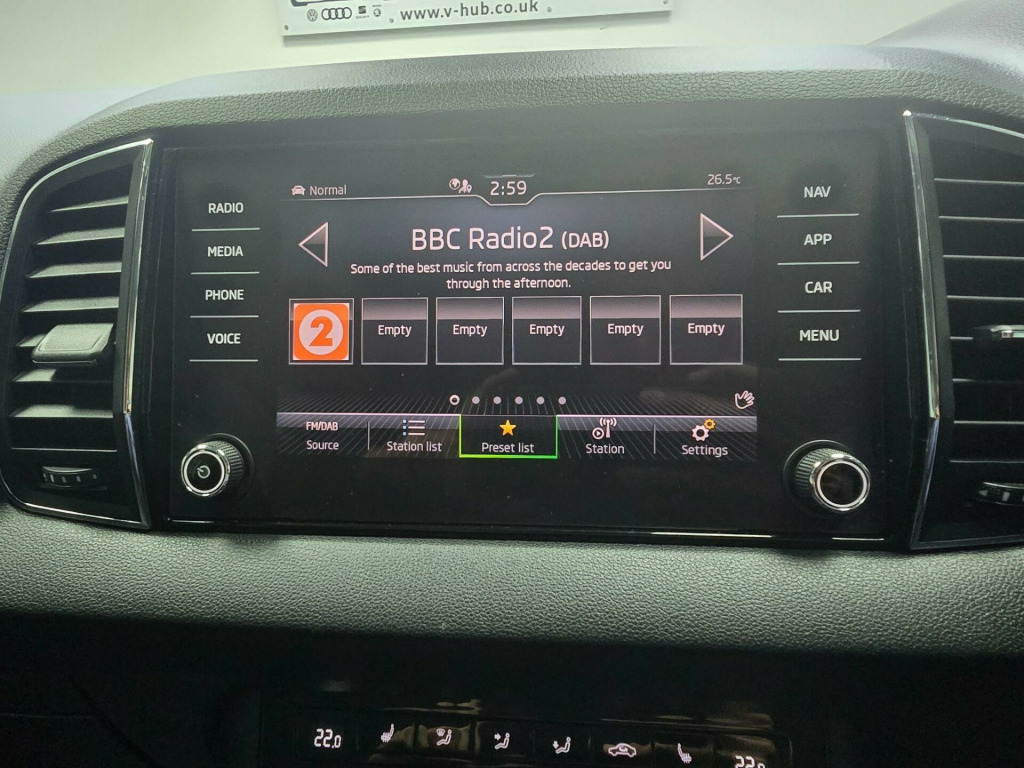 www.v-hub.co.uk
Normal
2:59
26.5°C
RADIO
MEDIA
PHONE
VOICE
NAV
APP
CAR
MENU
BBC Radio2 (DAB)
Some of the best music from across the decades to get you
through the afternoon.
2
Empty
Empty
Empty
Empty
Empty
FM/DAB
Source
Station list
Preset list
Station
Settings
22.0
22.0